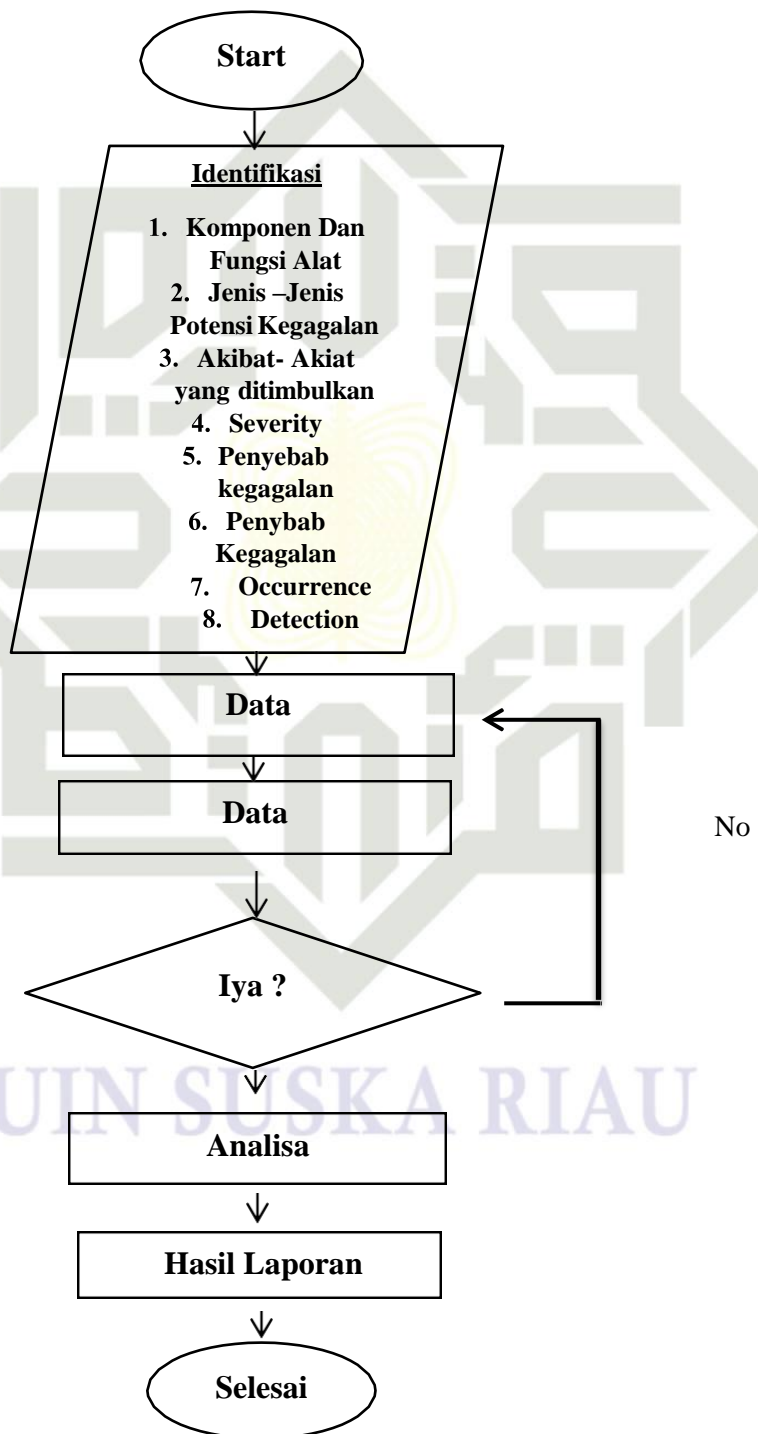 Start
Identifikasi
1. Komponen Dan
Fungsi Alat
2. Jenis –Jenis
Potensi Kegagalan
3. Akibat- Akiat
yang ditimbulkan
4. Severity
5. Penyebab
kegagalan
6. Penybab
Kegagalan
7. Occurrence
8. Detection
Data
Data
No
Iya ?
UIN SUSKA RIAU
Analisa
Hasil Laporan
Selesai